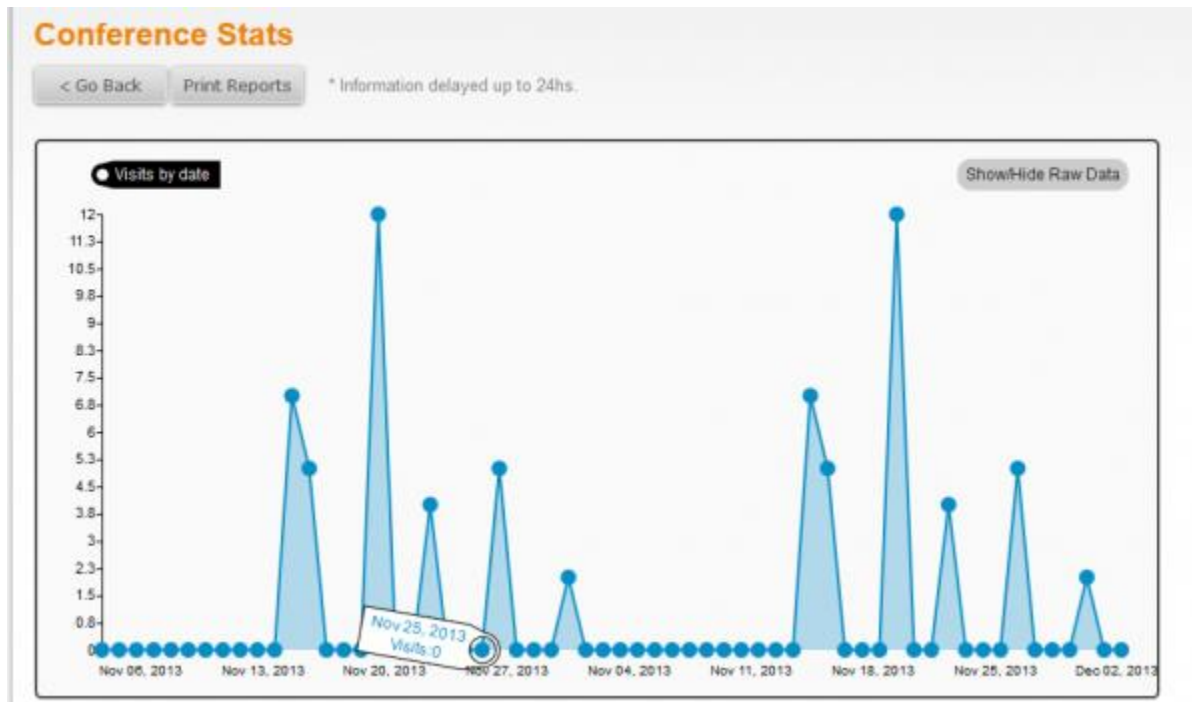 Conference Stats
< Go Back
Print Reports
* Information delayed up to 24hs.
Visits by date
Show/Hide Raw Data
12
11.3
10.5
9.8
9
8.3
7.5
6.8
6
5.3
4.5
3.8
3
2.3
1.5
0.8
0
Nov 25, 2013
Visits:0
Nov 06, 2013
Nov 13, 2013
Nov 20, 2013
Nov 27, 2013
Nov 04, 2013
Nov 11, 2013
Nov 18, 2013
Nov 25, 2013
Dec 02, 2013